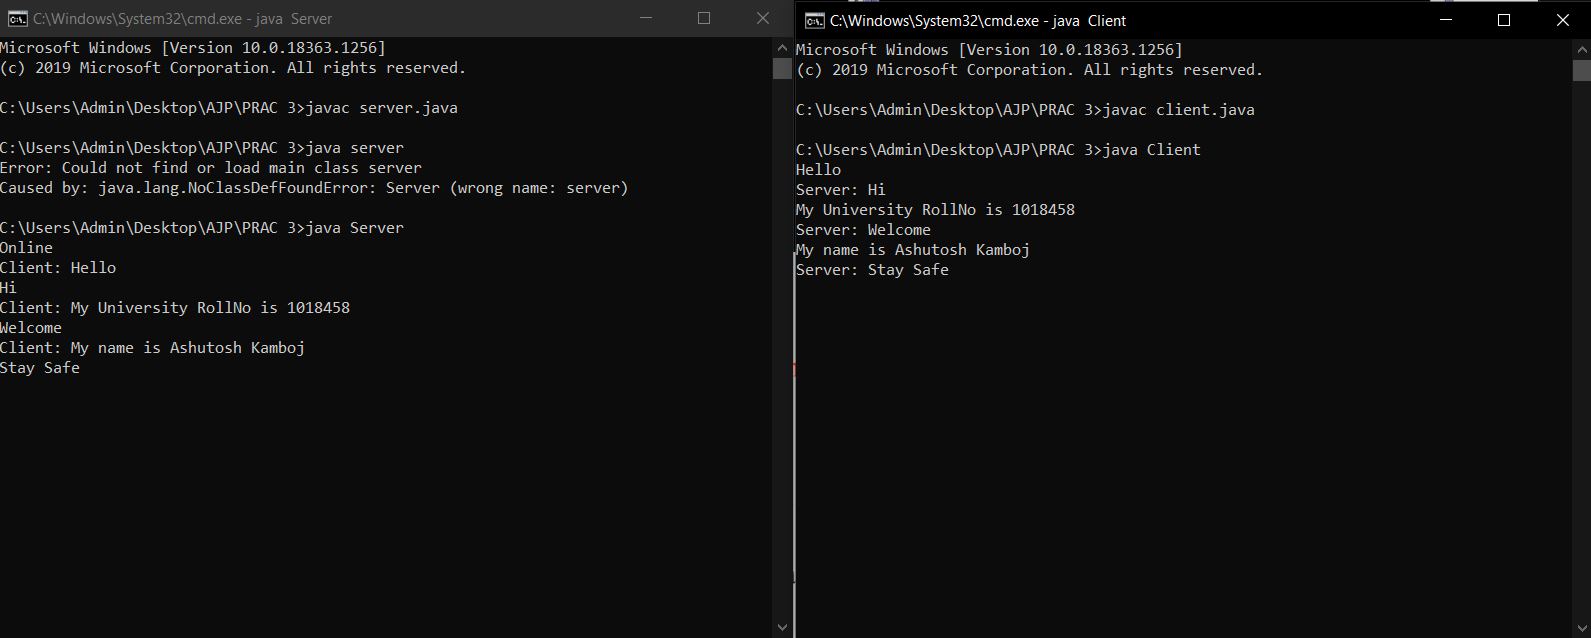 C:\Windows\System32\cmd.exe - java  Server
Microsoft Windows [Version 10.0.18363.1256]
(c) 2019 Microsoft Corporation. All rights reserved.
C:\Users\Admin\Desktop\AJP\PRAC 3>javac server.java
C:\Users\Admin\Desktop\AJP\PRAC 3>java server
Error: Could not find or load main class server
Caused by: java.lang.NoClassDefFoundError: Server (wrong name: server)
C:\Users\Admin\Desktop\AJP\PRAC 3>java Server
Online
Client: Hello
Hi
Client: My University RollNo is 1018458
Welcome
Client: My name is Ashutosh Kamboj
Stay Safe
C:\Windows\System32\cmd.exe - java  Client
Microsoft Windows [Version 10.0.18363.1256]
(c) 2019 Microsoft Corporation. All rights reserved.
C:\Users\Admin\Desktop\AJP\PRAC 3>javac client.java
C:\Users\Admin\Desktop\AJP\PRAC 3>java Client
Hello
Server: Hi
My University RollNo is 1018458
Server: Welcome
My name is Ashutosh Kamboj
Server: Stay Safe